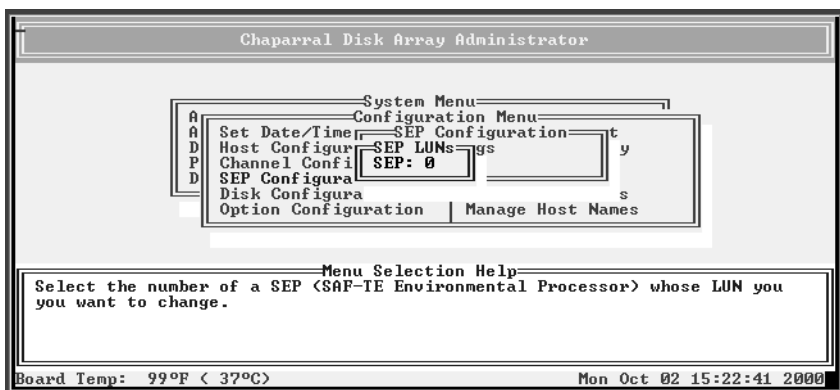 Chaparral Disk Array Administrator
System Menu
A Configuration Menu
A Set Date/Time SEP Configuration t
D Host Configur SEP LUNs gs y
P Channel Confi SEP: 0
D SEP Configura
Disk Configura s
Option Configuration Manage Host Names
Menu Selection Help
Select the number of a SEP (SAF-TE Environmental Processor) whose LUN you
you want to change.
Board Temp: 99ºF ( 37ºC) Mon Oct 02 15:22:41 2000